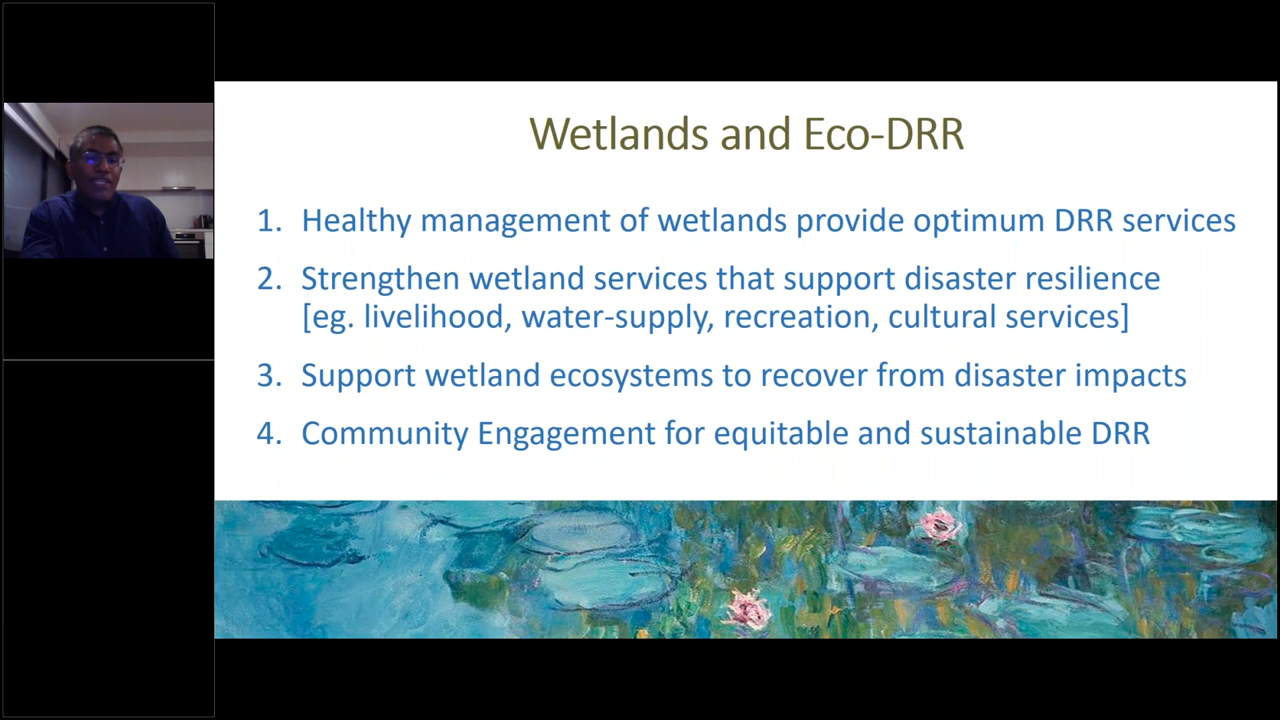 Wetlands and Eco-DRR
1. Healthy management of wetlands provide optimum DRR services
2. Strengthen wetland services that support disaster resilience
[eg. livelihood, water-supply, recreation, cultural services]
3. Support wetland ecosystems to recover from disaster impacts
4. Community Engagement for equitable and sustainable DRR